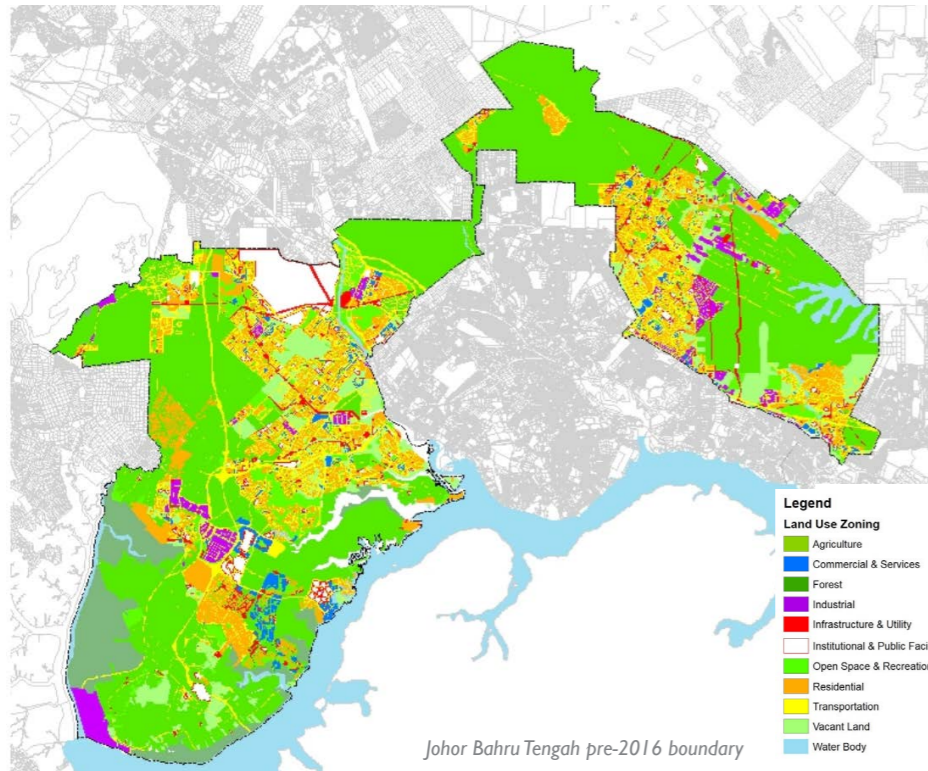 Legend
Land Use Zoning
Agriculture
Commercial & Services
Forest
Industrial
Infrastructure & Utility
Institutional & Public Facil
Open Space & Recreation
Residential
Transportation
Vacant Land
Water Body
Johor Bahru Tengah pre-2016 boundary